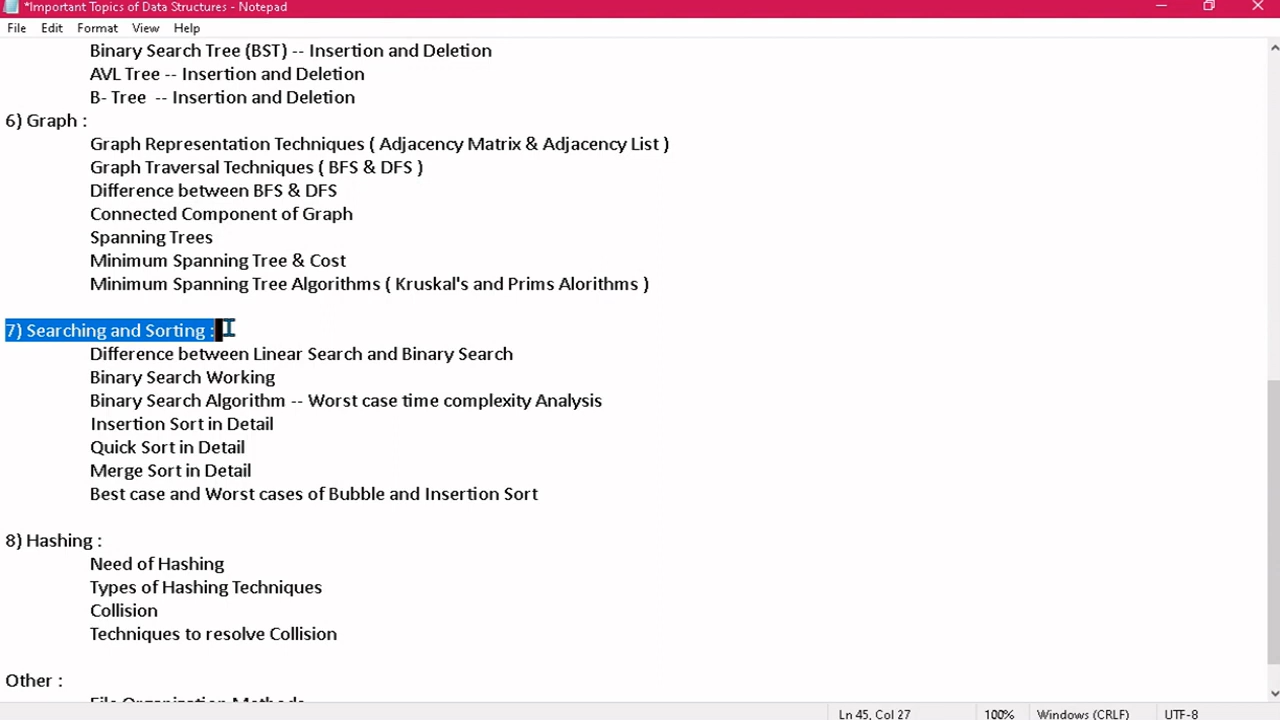 *Important Topics of Data Structures - Notepad
File Edit Format View Help
Binary Search Tree (BST) -- Insertion and Deletion
AVL Tree -- Insertion and Deletion
B- Tree -- Insertion and Deletion
6) Graph :
Graph Representation Techniques ( Adjacency Matrix & Adjacency List )
Graph Traversal Techniques ( BFS & DFS )
Difference between BFS & DFS
Connected Component of Graph
Spanning Trees
Minimum Spanning Tree & Cost
Minimum Spanning Tree Algorithms ( Kruskal's and Prims Alorithms )
7) Searching and Sorting :
Difference between Linear Search and Binary Search
Binary Search Working
Binary Search Algorithm -- Worst case time complexity Analysis
Insertion Sort in Detail
Quick Sort in Detail
Merge Sort in Detail
Best case and Worst cases of Bubble and Insertion Sort
8) Hashing :
Need of Hashing
Types of Hashing Techniques
Collision
Techniques to resolve Collision
Other :
File Organization Methods
Ln 45, Col 27 100% Windows (CRLF) UTF-8